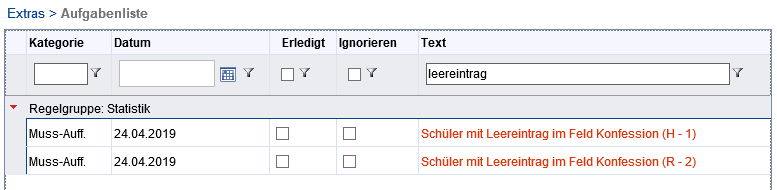 Extras > Aufgabenliste
Kategorie Datum Erledigt Ignorieren Text
leereintrag
Regelgruppe: Statistik
Muss-Auff. 24.04.2019 Schüler mit Leereintrag im Feld Konfession (H - 1)
Muss-Auff. 24.04.2019 Schüler mit Leereintrag im Feld Konfession (R - 2)